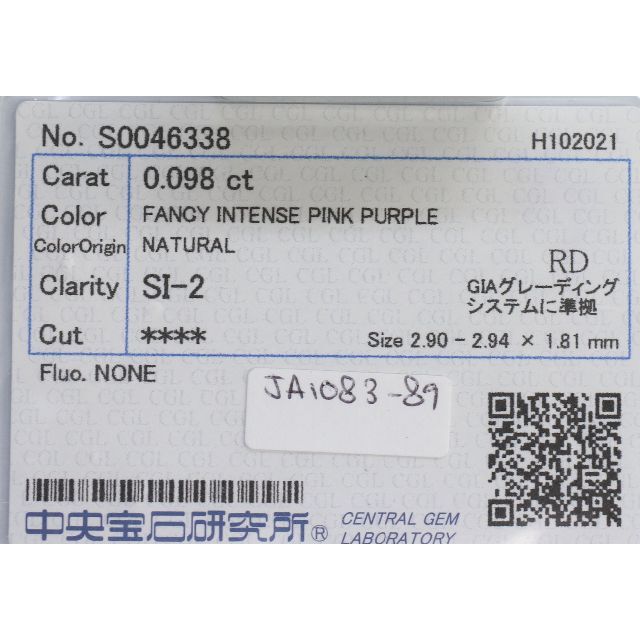 No. S0046338 H102021
Carat 0.098 ct
Color FANCY INTENSE PINK PURPLE
ColorOrigin NATURAL
RD
Clarity SI-2
GIAグレーディング
システムに準拠
Cut ****
Size 2.90 - 2.94 × 1.81 mm
Fluo. NONE
JA1083-89
中央宝石研究所®
CENTRAL GEM
LABORATORY